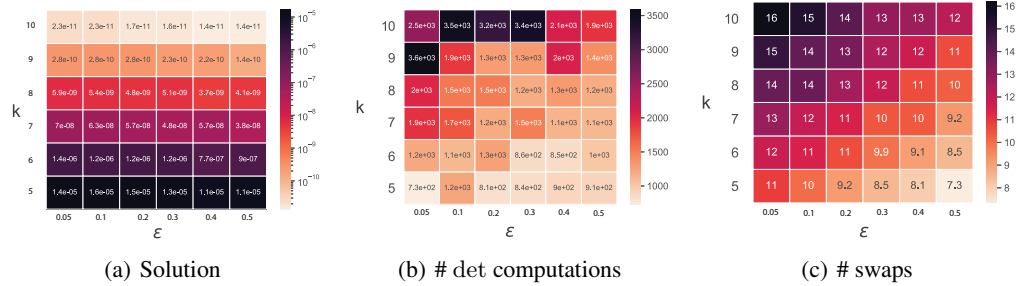 10 2.3e-11 2.3e-11 1.7e-11 1.6e-11 1.4e-11 1.4e-11
9 2.8e-10 2.8e-10 2.8e-10 2.3e-10 2.2e-10 1.4e-10
8 5.9e-09 5.4e-09 4.8e-09 5.1e-09 3.7e-09 4.1e-09
k
7 7e-08 6.3e-08 5.7e-08 4.8e-08 5.7e-08 3.8e-08
6 1.4e-06 1.2e-06 1.2e-06 1.2e-06 7.7e-07 9e-07
5 1.4e-05 1.6e-05 1.5e-05 1.3e-05 1.1e-05 1.1e-05
0.05 0.1 0.2 0.3 0.4 0.5
ε
10⁻⁵
10⁻⁶
10⁻⁷
10⁻⁸
10⁻⁹
10⁻¹⁰
(a) Solution
10 2.5e+03 3.5e+03 3.2e+03 3.4e+03 2.1e+03 1.9e+03
9 3.6e+03 1.9e+03 2e+03 1.4e+03
8 2e+03 1.5e+03 1.5e+03 1.2e+03 1.3e+03 1.2e+03
k
7 1.9e+03 1.7e+03 1.2e+03 1.5e+03 1.1e+03 1.1e+03
6 1.2e+03 1.1e+03 1.3e+03 8.6e+02 8.5e+02 1e+03
5 7.3e+02 1.2e+03 8.1e+02 8.4e+02 9e+02 9.1e+02
0.05 0.1 0.2 0.3 0.4 0.5
ε
3500
3000
2500
2000
1500
1000
(b) # det computations
10 16 15 14 13 13 12
9 15 14 13 12 12 11
8 14 14 13 12 11 10
k
7 13 12 11 10 10 9.2
6 12 11 11 9.9 9.1 8.5
5 11 10 9.2 8.5 8.1 7.3
0.05 0.1 0.2 0.3 0.4 0.5
ε
16
15
14
13
12
11
10
9
8
(c) # swaps